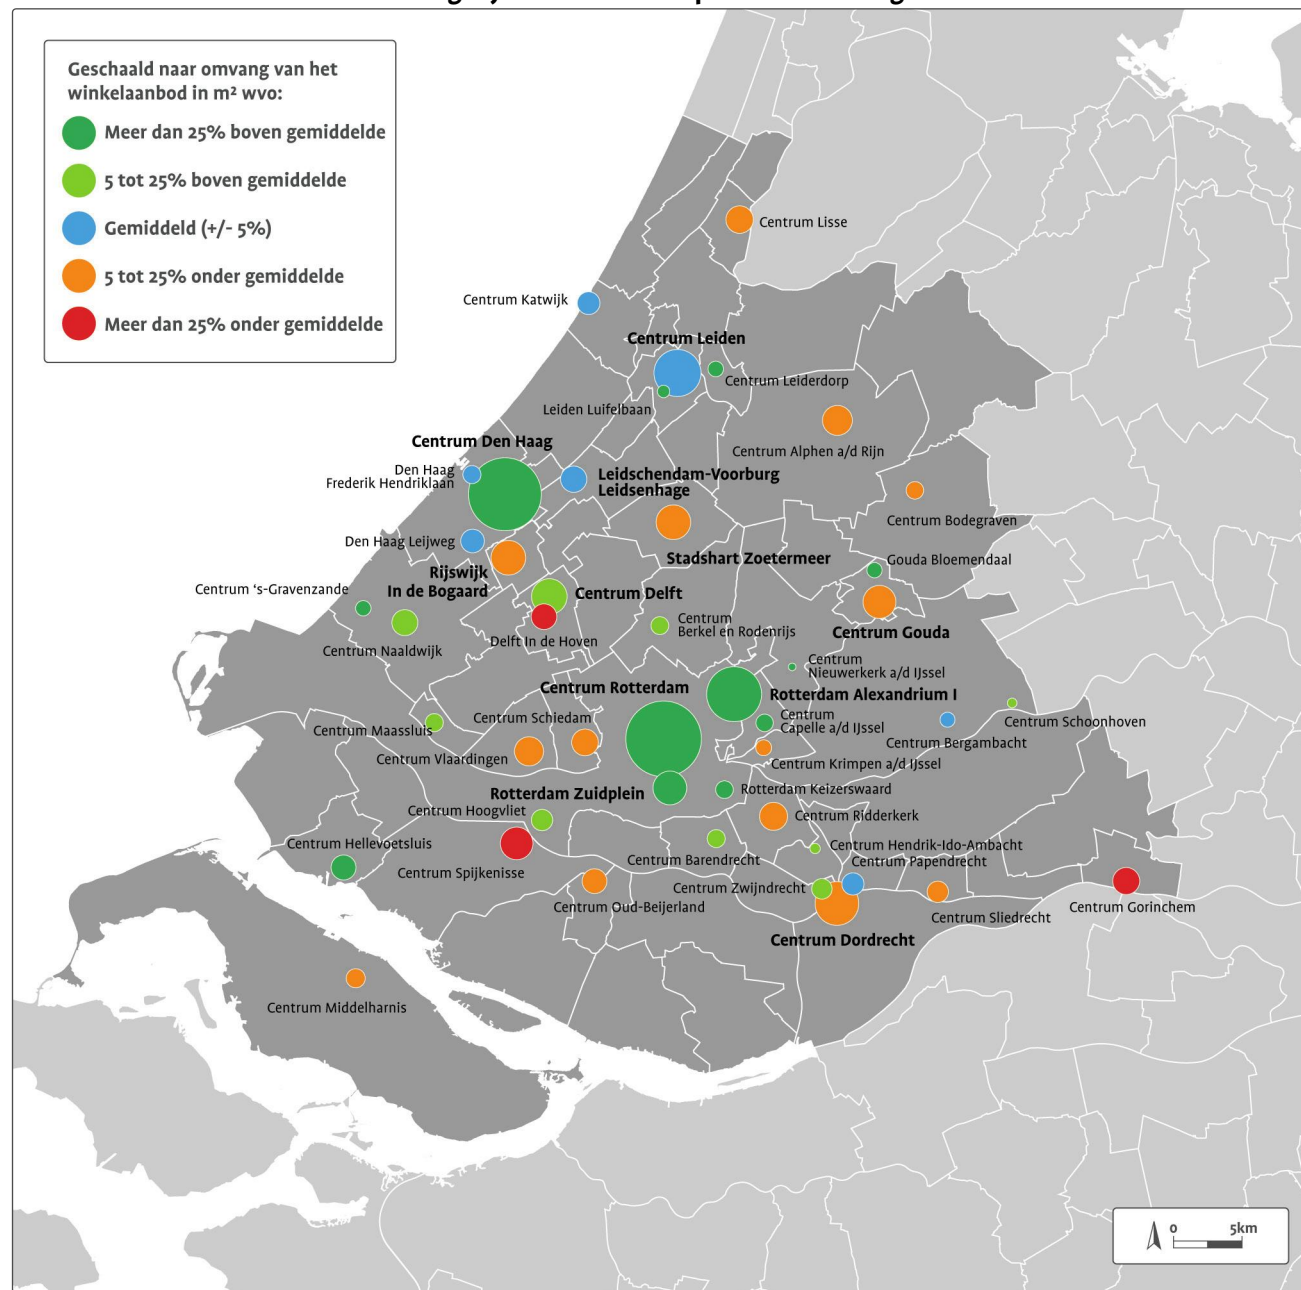 Geschaald naar omvang van het
winkelaanbod in m² wvo:
Meer dan 25% boven gemiddelde
5 tot 25% boven gemiddelde
Gemiddeld (+/- 5%)
5 tot 25% onder gemiddelde
Meer dan 25% onder gemiddelde
Centrum Lisse
Centrum Katwijk
Centrum Leiden
Centrum Leiderdorp
Leiden Luifelbaan
Centrum Den Haag
Centrum Alphen a/d Rijn
Den Haag
Frederik Hendriklaan
Leidschendam-Voorburg
Leidsenhage
Centrum Bodegraven
Den Haag Leijweg
Stadshart Zoetermeer
Gouda Bloemendaal
Rijswijk
In de Bogaard
Centrum 's-Gravenzande
Centrum Delft
Centrum
Berkel en Rodenrijs
Centrum Gouda
Delft In de Hoven
Centrum Naaldwijk
Centrum
Nieuwerkerk a/d IJssel
Centrum Rotterdam
Rotterdam Alexandrium I
Centrum Schiedam
Centrum
Capelle a/d IJssel
Centrum Schoonhoven
Centrum Maassluis
Centrum Bergambacht
Centrum Vlaardingen
Centrum Krimpen a/d IJssel
Rotterdam Zuidplein
Rotterdam Keizerswaard
Centrum Hoogvliet
Centrum Ridderkerk
Centrum Hellevoetsluis
Centrum Hendrik-Ido-Ambacht
Centrum Barendrecht
Centrum Papendrecht
Centrum Spijkenisse
Centrum Zwijndrecht
Centrum Oud-Beijerland
Centrum Gorinchem
Centrum Sliedrecht
Centrum Dordrecht
Centrum Middelharnis
0 5km